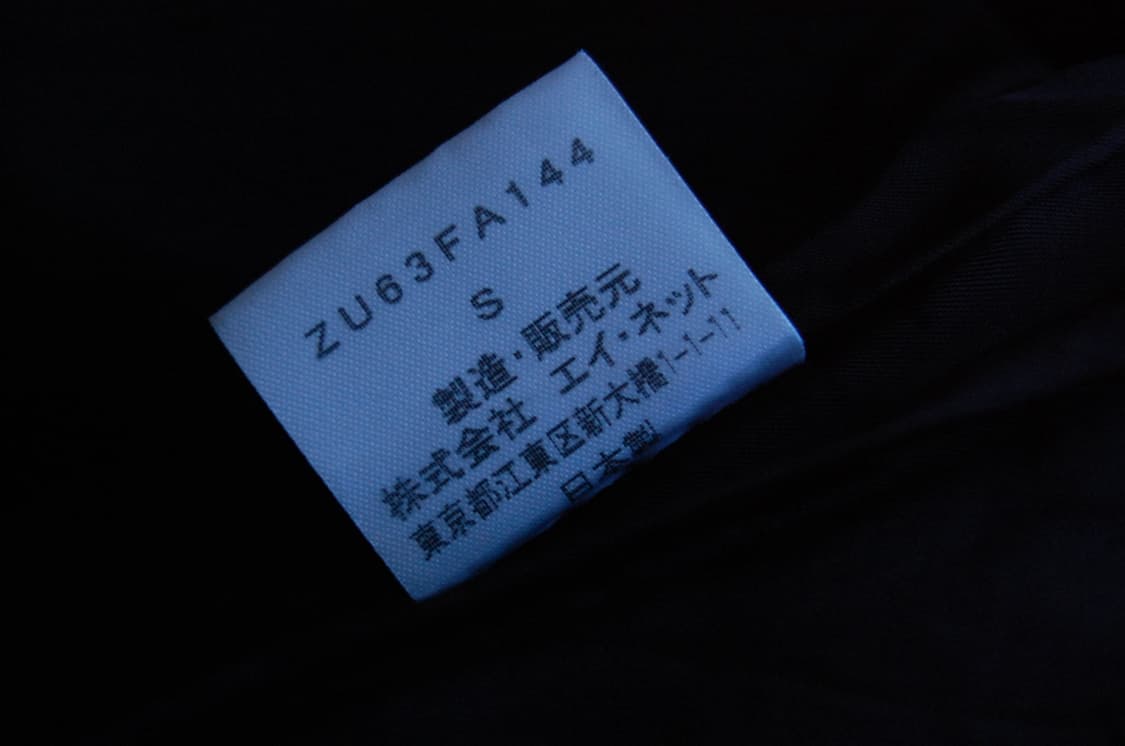 ZU63FA144
S
製造・販売元
株式会社 エイ・ネット
東京都江東区新大橋1-1-11
日本製